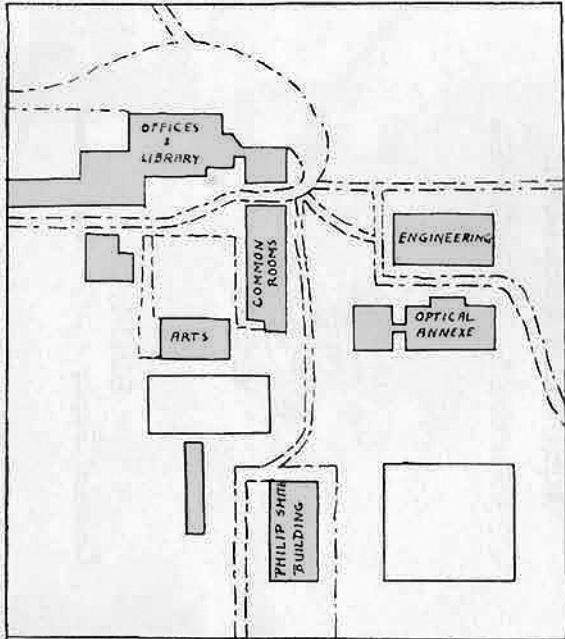 OFFICES
&
LIBRARY
COMMON
ROOMS
ENGINEERING
OPTICAL
ANNEXE
ARTS
PHILIP
BUILDING